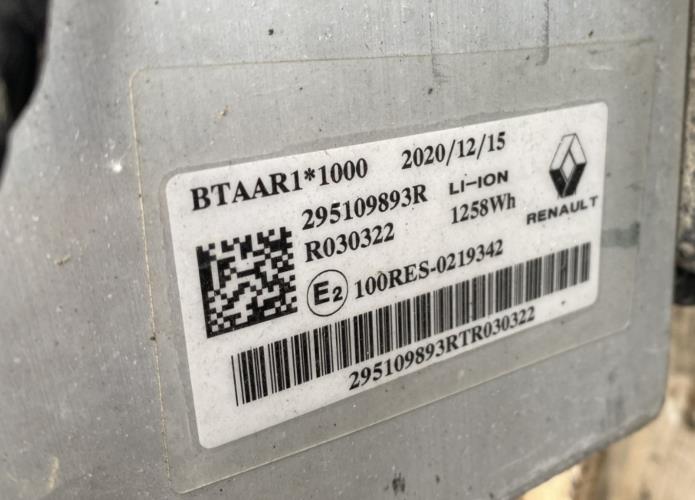 BTAAR1*1000 2020/12/15
295109893R LI-ION
R030322 1258Wh
RENAULT
E2 100RES-0219342
295109893RTR030322